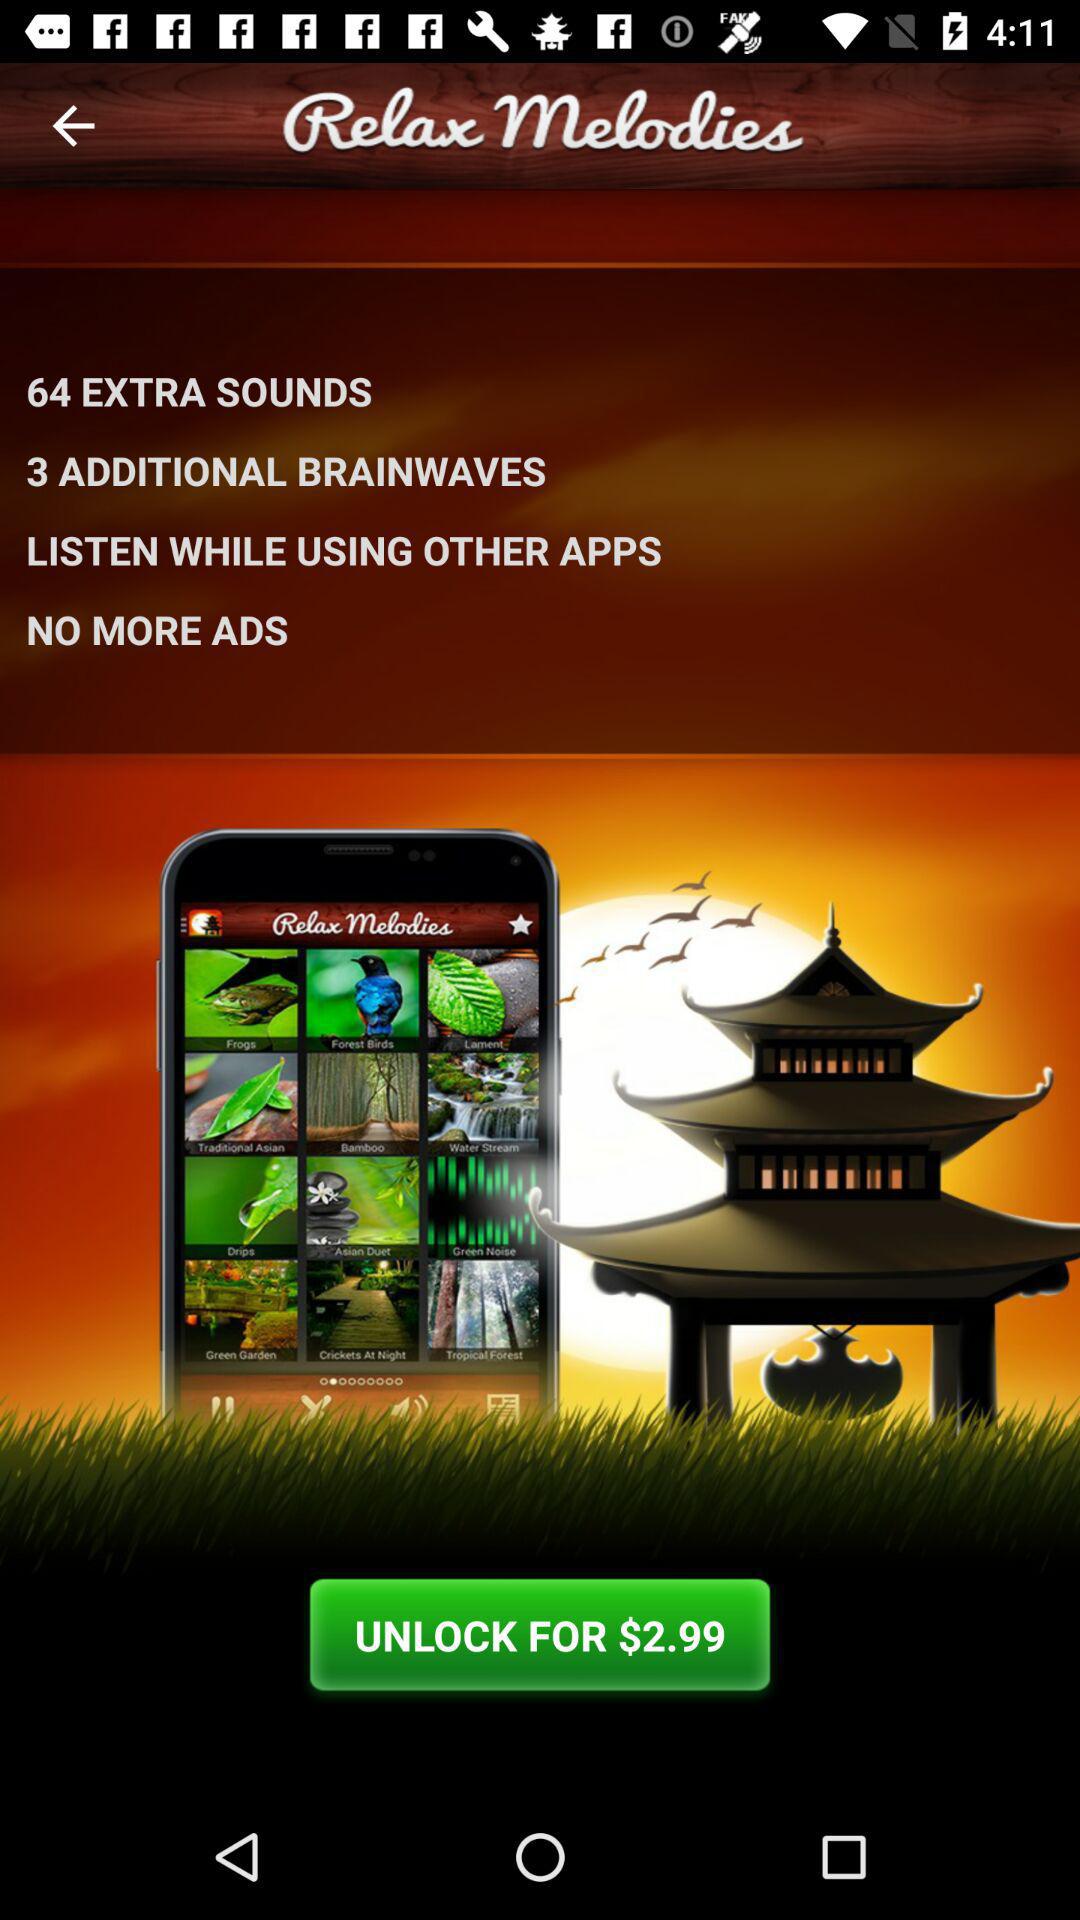 FAKE
4:11
Relax Melodies
64 EXTRA SOUNDS
3 ADDITIONAL BRAINWAVES
LISTEN WHILE USING OTHER APPS
NO MORE ADS
Relax Melodies
Frogs Forest Birds Lament
Traditional Asian Bamboo Water Stream
Drips Asian Duet Green Noise
Green Garden Crickets At Night Tropical Forest
UNLOCK FOR $2.99